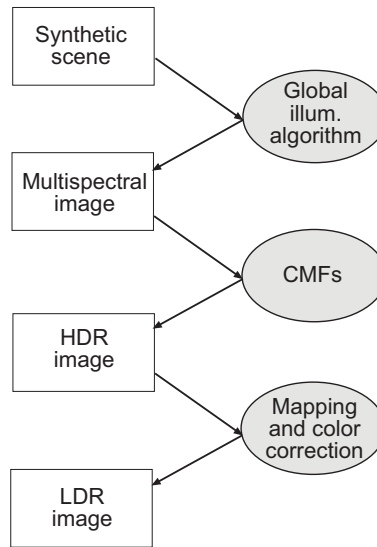 Synthetic
scene
Global
illum.
algorithm
Multispectral
image
CMFs
HDR
image
Mapping
and color
correction
LDR
image